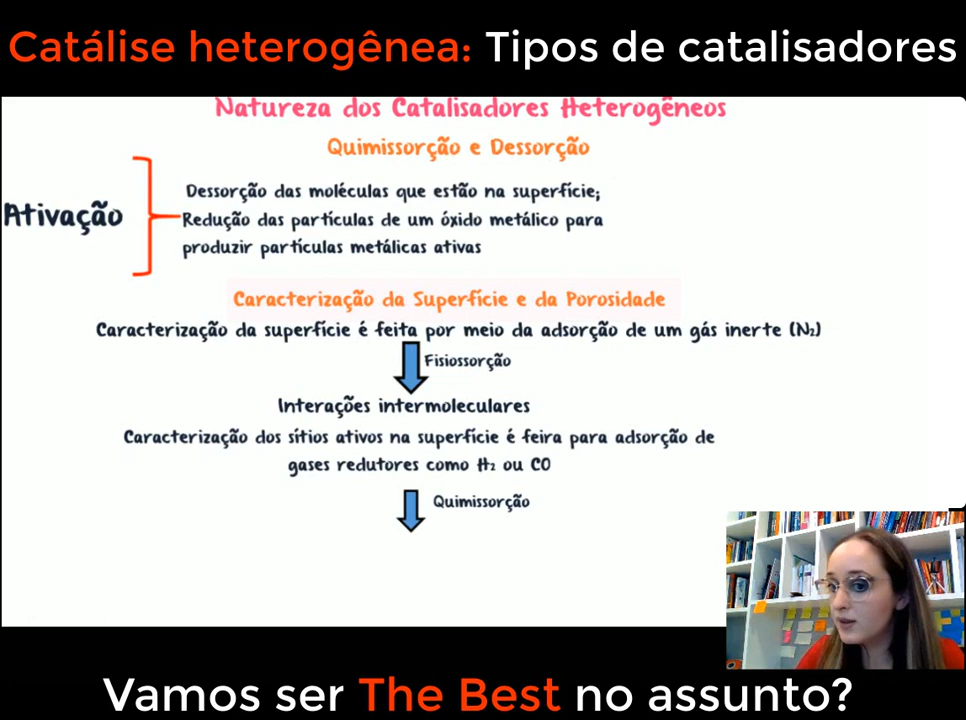 Catálise heterogênea: Tipos de catalisadores
Natureza dos Catalisadores Heterogêneos
Quimissorção e Dessorção
Ativação
Dessorção das moléculas que estão na superfície;
Redução das partículas de um óxido metálico para
produzir partículas metálicas ativas
Caracterização da Superfície e da Porosidade
Caracterização da superfície é feita por meio da adsorção de um gás inerte (N₂)
Fisiossorção
Interações intermoleculares
Caracterização dos sítios ativos na superfície é feira para adsorção de
gases redutores como H₂ ou CO
Quimissorção
Vamos ser The Best no assunto?